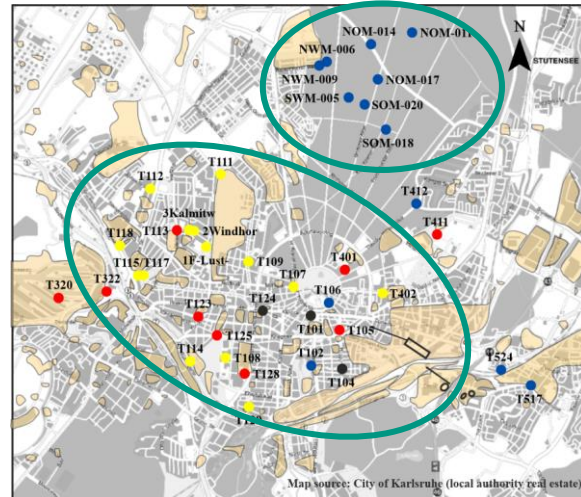 NOM-014
NOM-011
N
STUTENSEE
NWM-006
NWM-009
NOM-017
SWM-005
SOM-020
SOM-018
T111
T112
T412
3Kalmitw
T113
2Windhor
T411
T118
1F-Lust-
T115
T117
T109
T401
T107
T320
T322
T402
T106
T124
T123
T101
T105
T125
T114
T108
T102
T128
T104
T524
T517
Map source: City of Karlsruhe (local authority real estate)